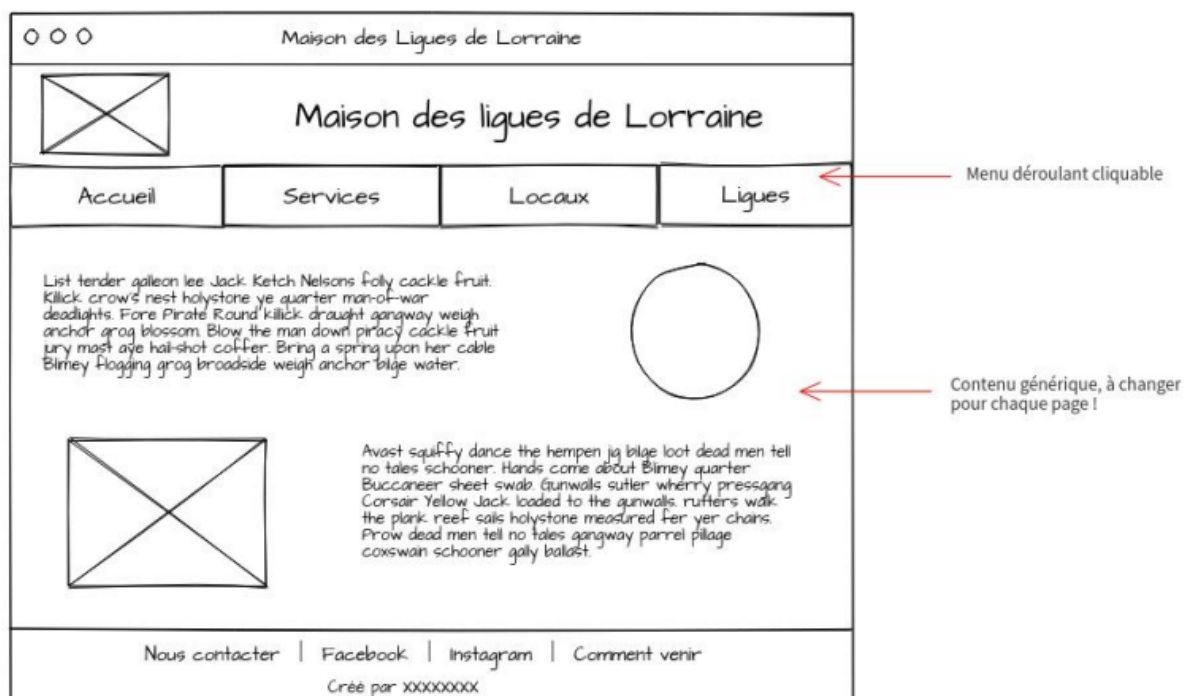 Maison des Ligues de Lorraine
Maison des ligues de Lorraine
Accueil
Services
Locaux
Ligues
Menu déroulant cliquable
List tender galleon lee Jack Ketch Nelsons folly cackle fruit.
Killick crow's nest holystone ye quarter man-of-war
deadlights. Fore Pirate Round killick draught gangway weigh
anchor grog blossom. Blow the man down piracy cackle fruit
jury mast aye hail-shot coffer. Bring a spring upon her cable
Blimey flogging grog broadside weigh anchor bilge water.
Contenu générique, à changer
pour chaque page !
Avast squiffy dance the hempen jig bilge loot dead men tell
no tales schooner. Hands come about Blimey quarter
Buccaneer sheet swab. Gunwalls sutler wherry pressgang
Corsair Yellow Jack loaded to the gunwalls. rutters walk
the plank reef sails holystone measured fer yer chains.
Prow dead men tell no tales gangway parrel pillage
coxswain schooner gally ballast.
Nous contacter | Facebook | Instagram | Comment venir
Créé par XXXXXXXX